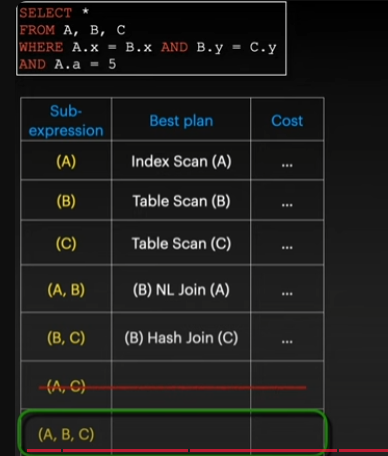 SELECT *
FROM A, B, C
WHERE A.x = B.x AND B.y = C.y
AND A.a = 5
Sub-expression Best plan Cost
(A) Index Scan (A) ...
(B) Table Scan (B) ...
(C) Table Scan (C) ...
(A, B) (B) NL Join (A) ...
(B, C) (B) Hash Join (C) ...
(A, C)
(A, B, C)